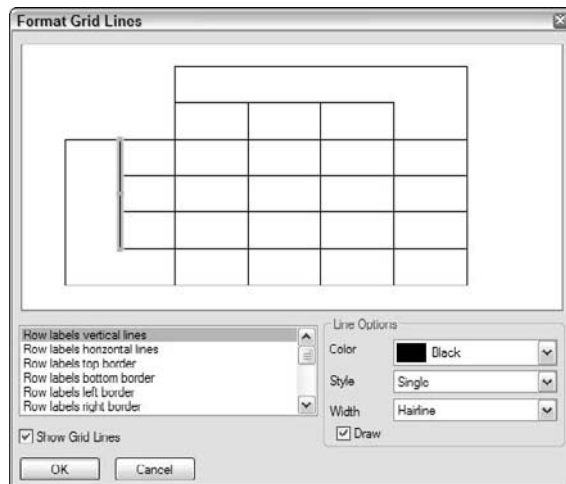 Format Grid Lines
Row labels vertical lines
Row labels horizontal lines
Row labels top border
Row labels bottom border
Row labels left border
Row labels right border
Show Grid Lines
OK
Cancel
Line Options
Color
Black
Style
Single
Width
Hairline
Draw